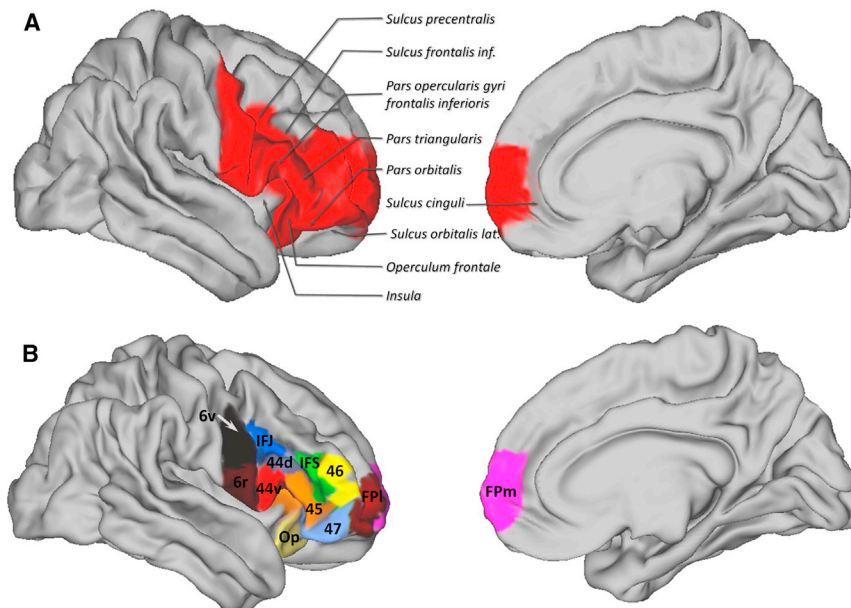 A
Sulcus precentralis
Sulcus frontalis inf.
Pars opercularis gyri
frontalis inferioris
Pars triangularis
Pars orbitalis
Sulcus cinguli
Sulcus orbitalis lat.
Operculum frontale
Insula
B
6v
IFJ
44d
IFS
46
6r
44v
45
FPl
47
Op
FPm